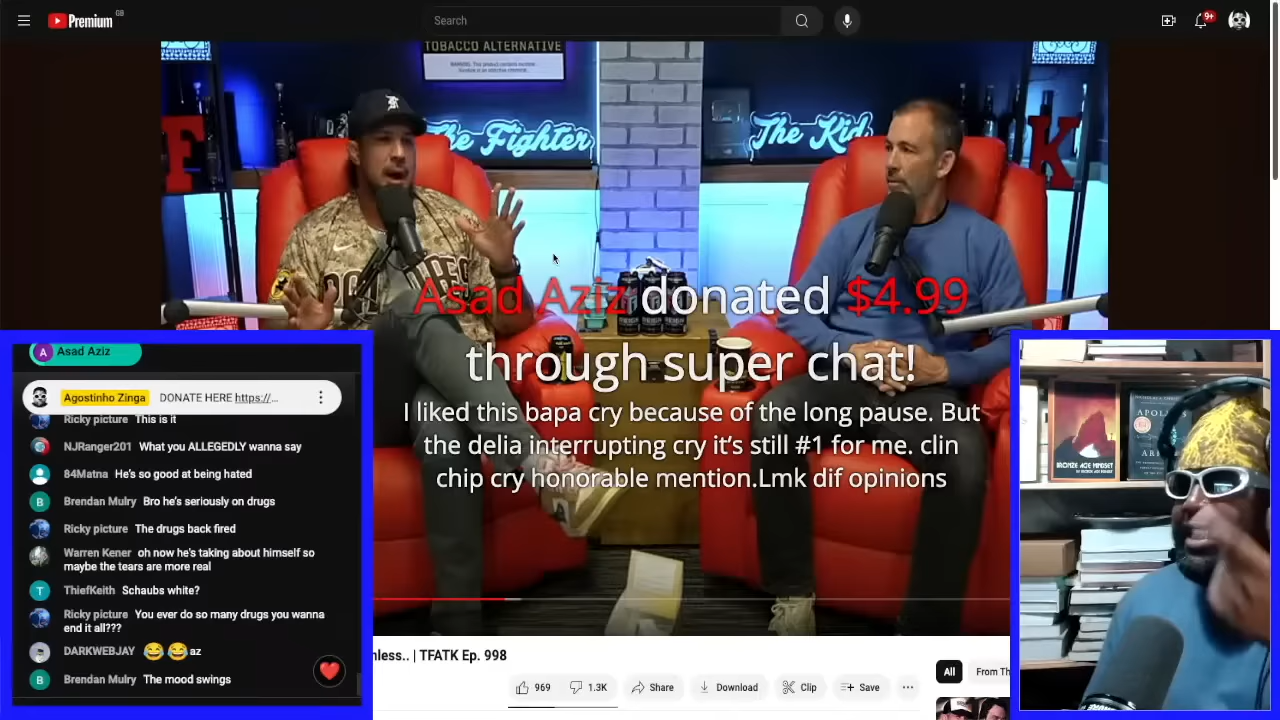 Premium GB
Search
9+
TOBACCO ALTERNATIVE
The Fighter
The Kid
F
K
Asad Aziz donated $4.99
through super chat!
I liked this bapa cry because of the long pause. But
the delia interrupting cry it's still #1 for me. clin
chip cry honorable mention.Lmk dif opinions
A Asad Aziz
Agostinho Zinga DONATE HERE https://...
Ricky picture This is it
NJRanger201 What you ALLEGEDLY wanna say
84Matna He's so good at being hated
B Brendan Mulry Bro he's seriously on drugs
Ricky picture The drugs back fired
Warren Kener oh now he's taking about himself so
maybe the tears are more real
T ThiefKeith Schaubs white?
Ricky picture You ever do so many drugs you wanna
end it all???
DARKWEBJAY 😂😂az
B Brendan Mulry The mood swings
BRONZE AGE MINDSET
nless.. | TFATK Ep. 998
969
1.3K
Share
Download
Clip
Save
All
From Th